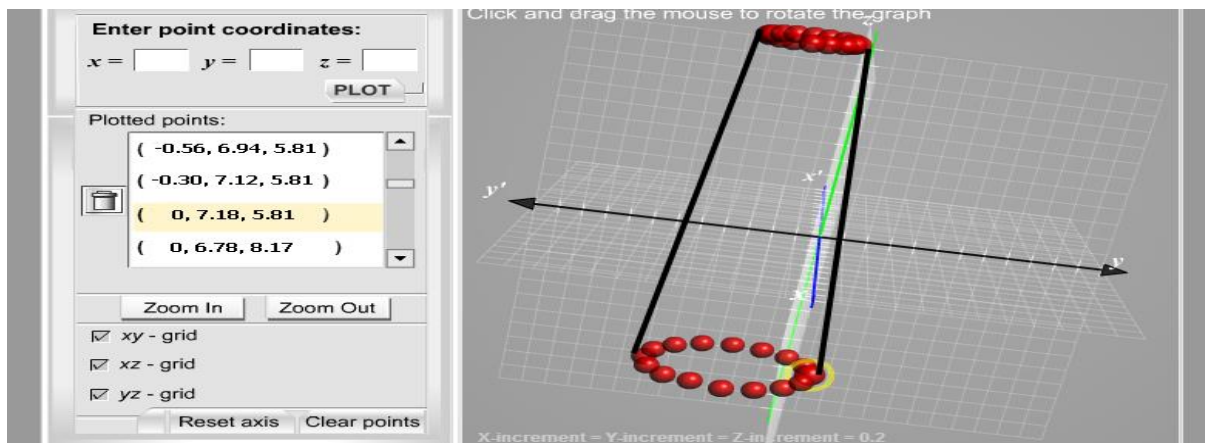 Enter point coordinates:
x = y = z =
PLOT
Plotted points:
( -0.56, 6.94, 5.81 )
( -0.30, 7.12, 5.81 )
( 0, 7.18, 5.81 )
( 0, 6.78, 8.17 )
Zoom In Zoom Out
xy - grid
xz - grid
yz - grid
Reset axis Clear points
Click and drag the mouse to rotate the graph
z
x'
y'
y
x
X-increment = Y-increment = Z-increment = 0.2